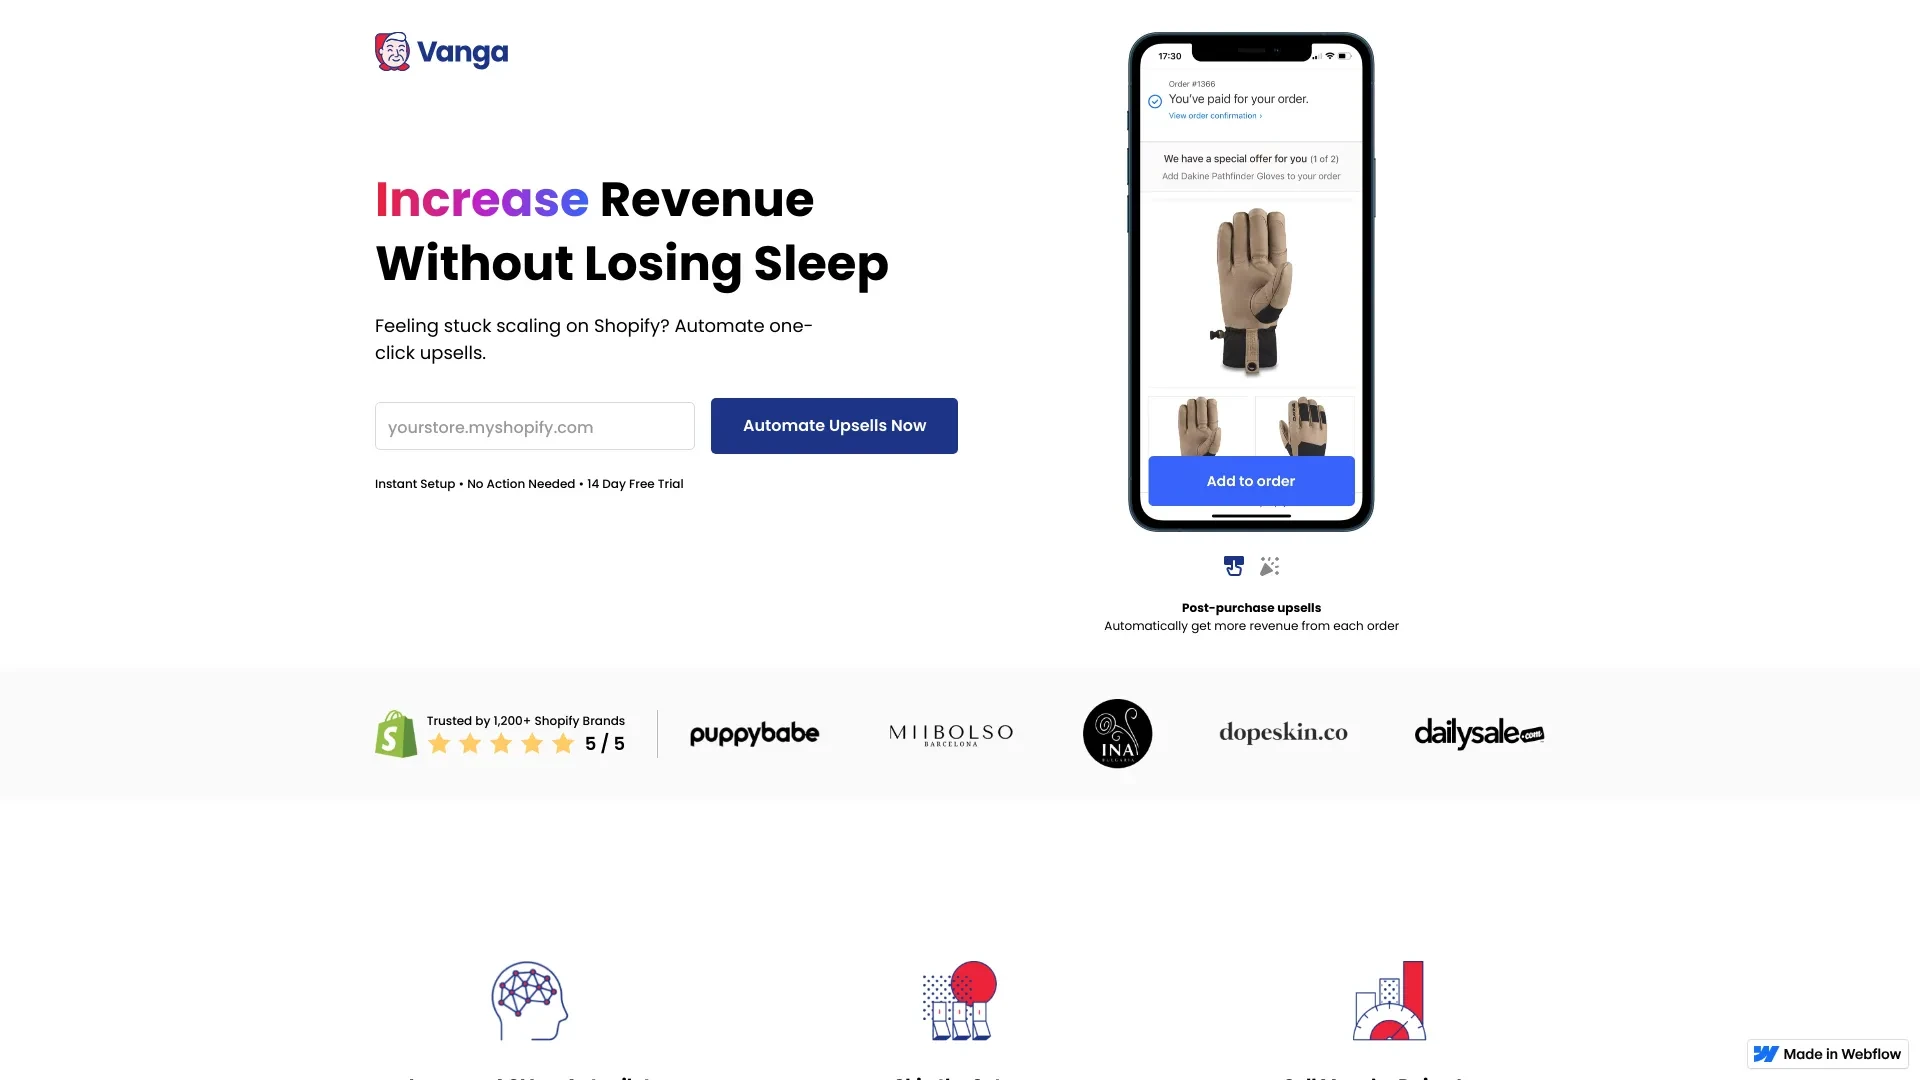 Vanga
Increase Revenue
Without Losing Sleep
Feeling stuck scaling on Shopify? Automate one-
click upsells.
yourstore.myshopify.com
Automate Upsells Now
Instant Setup • No Action Needed • 14 Day Free Trial
17:30
Order #1366
You've paid for your order.
View order confirmation ›
We have a special offer for you (1 of 2)
Add Dakine Pathfinder Gloves to your order
Add to order
Post-purchase upsells
Automatically get more revenue from each order
Trusted by 1,200+ Shopify Brands
5 / 5
puppybabe
MIIBOLSO
BARCELONA
INA
dopeskin.co
dailysale.com
Made in Webflow